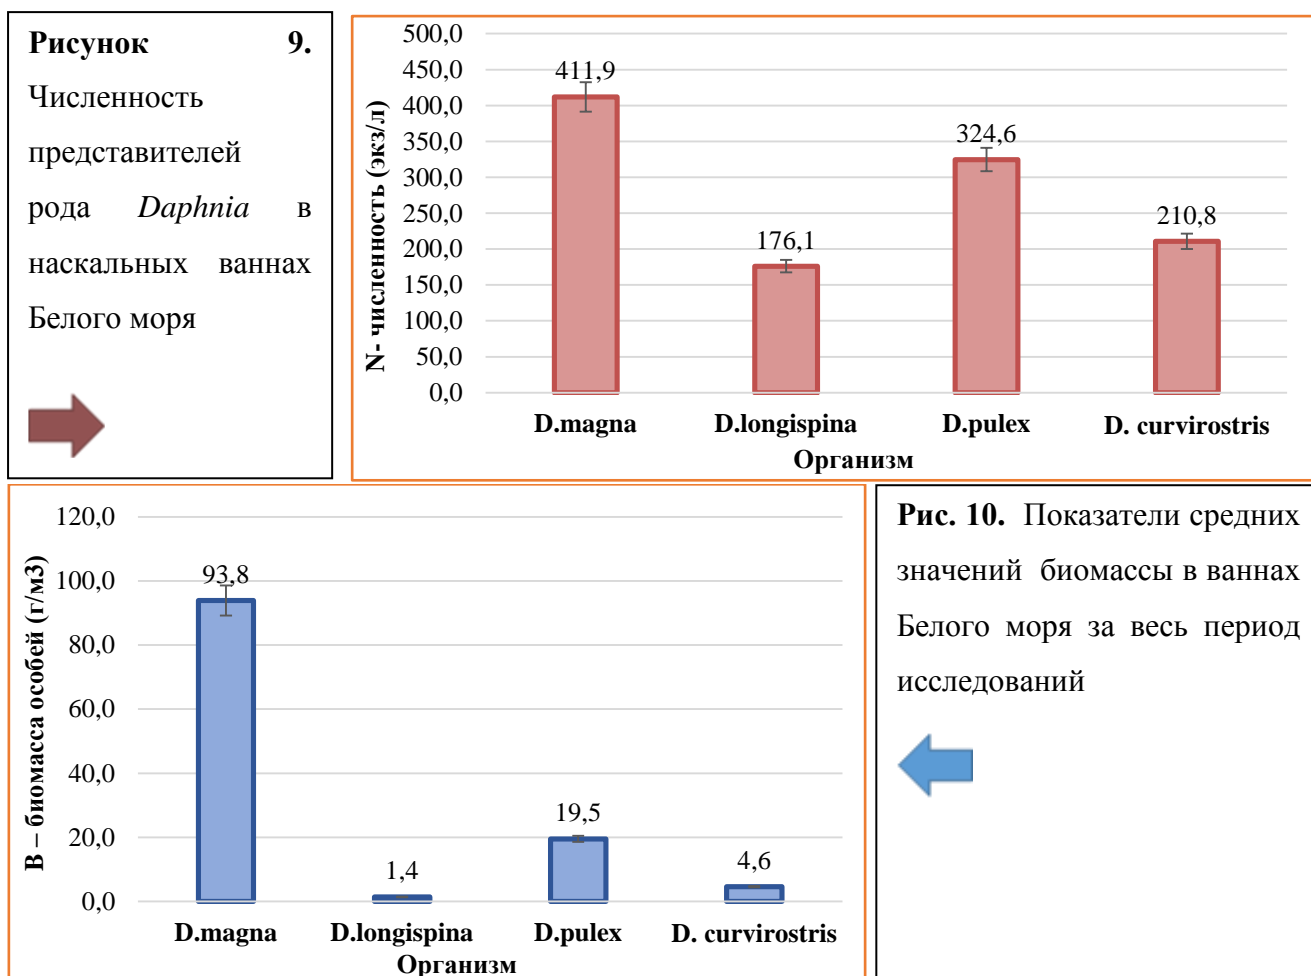 Рисунок 9.
Численность
представителей
рода Daphnia в
наскальных ваннах
Белого моря
N- численность (экз/л)
500,0
450,0
400,0
350,0
300,0
250,0
200,0
150,0
100,0
50,0
0,0
411,9
176,1
324,6
210,8
D.magna D.longispina D.pulex D. curvirostris
Организм
В – биомасса особей (г/м3)
120,0
100,0
80,0
60,0
40,0
20,0
0,0
93,8
1,4
19,5
4,6
D.magna D.longispina D.pulex D. curvirostris
Организм
Рис. 10. Показатели средних
значений биомассы в ваннах
Белого моря за весь период
исследований